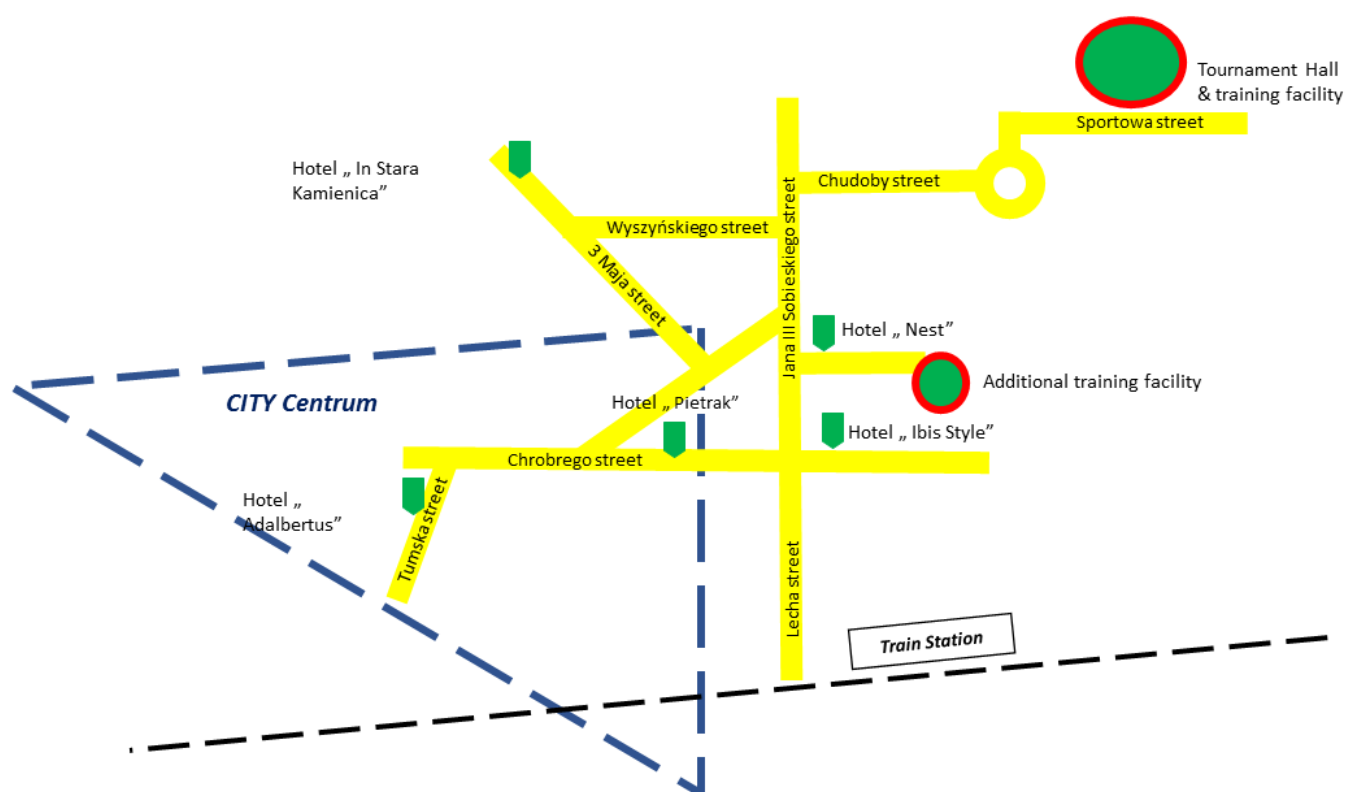 Tournament Hall
& training facility
Sportowa street
Hotel „ In Stara
Kamienica”
Chudoby street
Wyszyńskiego street
Jana III Sobieskiego street
3 Maja street
Hotel „ Nest”
Additional training facility
CITY Centrum
Hotel „ Pietrak”
Hotel „ Ibis Style”
Chrobrego street
Hotel „
Adalbertus”
Tumska street
Lecha street
Train Station